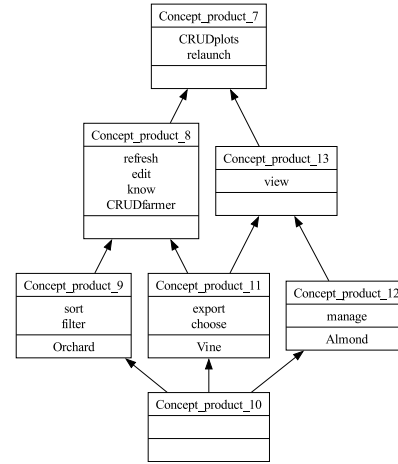 Concept_product_7
CRUDplots
relaunch
Concept_product_8
refresh
edit
know
CRUDfarmer
Concept_product_13
view
Concept_product_9
sort
filter
Orchard
Concept_product_11
export
choose
Vine
Concept_product_12
manage
Almond
Concept_product_10